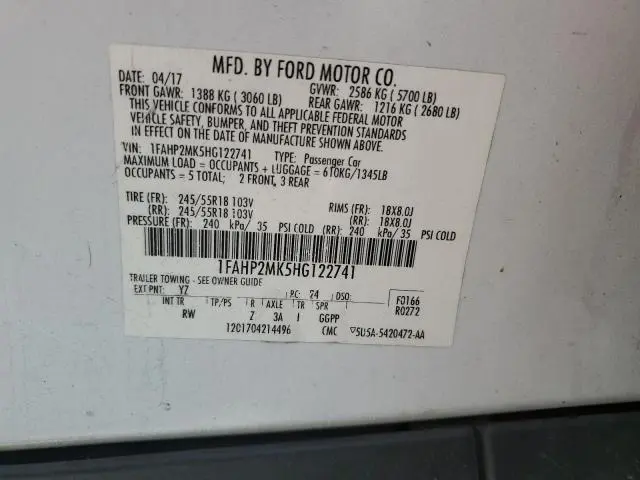 MFD. BY FORD MOTOR CO.
DATE: 04/17 GVWR: 2586 KG ( 5700 LB)
FRONT GAWR: 1388 KG ( 3060 LB) REAR GAWR: 1216 KG ( 2680 LB)
THIS VEHICLE CONFORMS TO ALL APPLICABLE FEDERAL MOTOR
VEHICLE SAFETY, BUMPER, AND THEFT PREVENTION STANDARDS
IN EFFECT ON THE DATE OF MANUFACTURE SHOWN ABOVE.
VIN: 1FAHP2MK5HG122741 TYPE: Passenger Car
MAXIMUM LOAD = OCCUPANTS + LUGGAGE = 610KG/1345LB
OCCUPANTS = 5 TOTAL; 2 FRONT, 3 REAR
TIRE (FR): 245/55R18 103V RIMS (FR): 18X8.0J
(RR): 245/55R18 103V (RR): 18X8.0J
PRESSURE (FR): 240 kPa/ 35 PSI COLD (RR): 240 kPa/ 35 PSI COLD
1FAHP2MK5HG122741
TRAILER TOWING - SEE OWNER GUIDE
EXT PNT: YZ RC: 74 DSO: F0166
INT TR TP/PS R AXLE TR SPR R0272
RW Z 3A I GGPP
12C1704214496 CMC ▽5U5A-5420472-AA